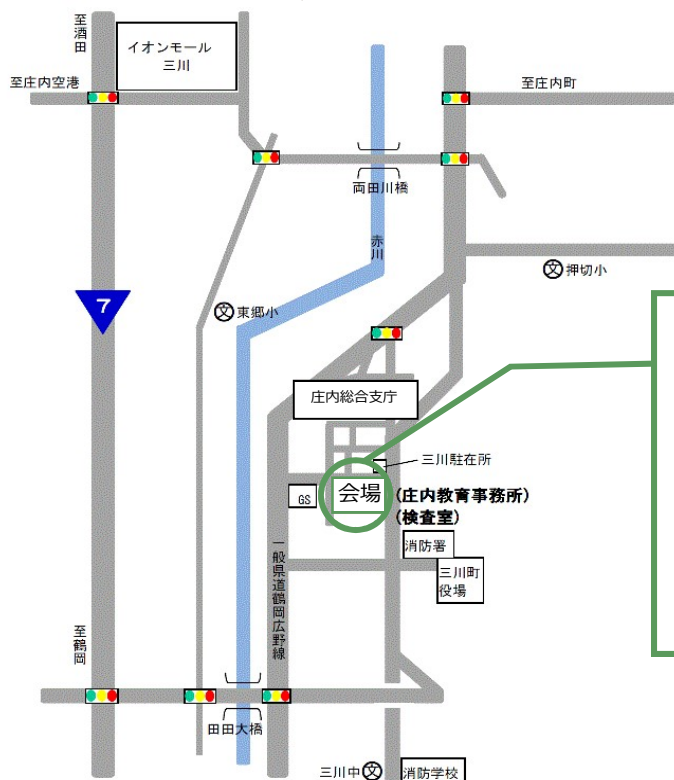 至酒田
イオンモール
三川
至庄内空港
至庄内町
両田川橋
赤川
押切小
文
7
文
東郷小
庄内総合支庁
三川駐在所
GS
会場
(庄内教育事務所)
(検査室)
消防署
三川町
役場
一般県道鶴岡広野線
至鶴岡
田田大橋
三川中
文
消防学校